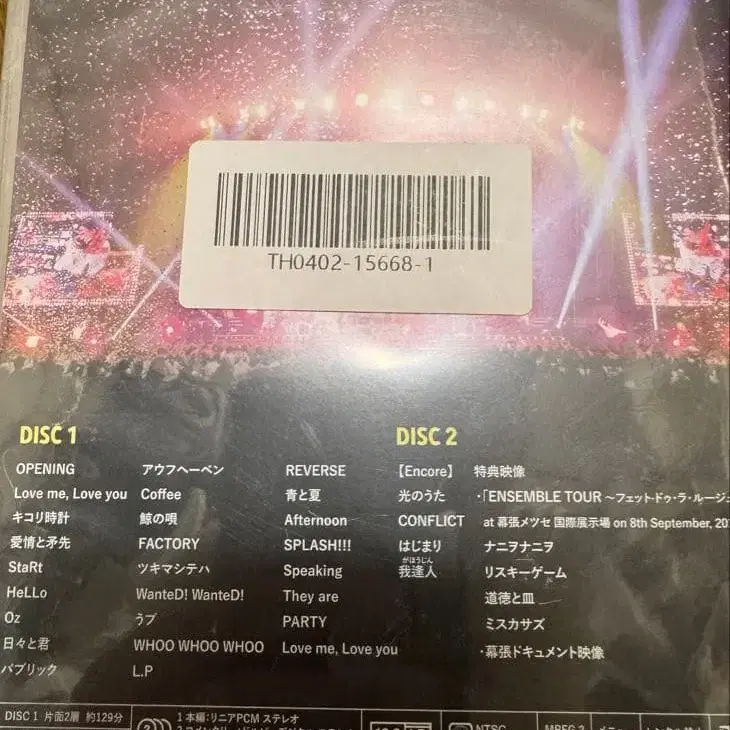 TH0402-15668-1
DISC 1
OPENING
Love me, Love you
キコリ時計
愛情と矛先
StaRt
HeLLo
Oz
日々と君
パブリック
アウフヘーベン
Coffee
鯨の唄
FACTORY
ツキマシテハ
WanteD! WanteD!
うブ
WHOO WHOO WHOO
L.P
REVERSE
青と夏
Afternoon
SPLASH!!!
Speaking
They are
PARTY
Love me, Love you
DISC 2
【Encore】
光のうた
CONFLICT
はじまり
がほうじん
我逢人
特典映像
・「ENSEMBLE TOUR 〜フェット・ドゥ・ラ・ルージュ
at 幕張メッセ 国際展示場 on 8th September, 20
ナニヲナニヲ
リスキーゲーム
道徳と皿
ミスカサズ
・幕張ドキュメント映像
DISC 1 片面2層 約129分
1 本編:リニアPCM ステレオ
NTSC
MPEG 2